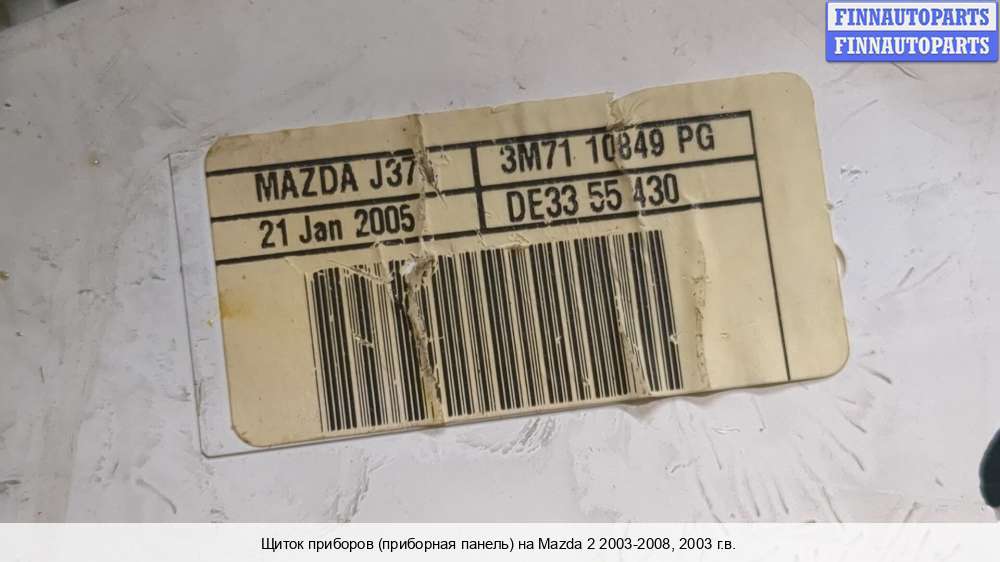 FINNAUTOPARTS
FINNAUTOPARTS
MAZDA J37
3M71 10849 PG
21 Jan 2005
DE33 55 430
Щиток приборов (приборная панель) на Mazda 2 2003-2008, 2003 г.в.